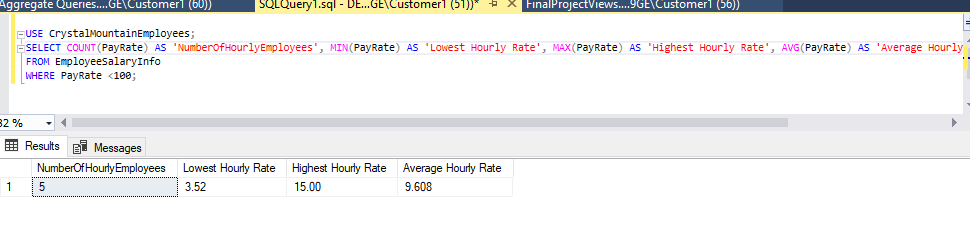 Aggregate Queries....GE\Customer1 (60)) SQLQuery1.sql - DE...GE\Customer1 (51))* FinalProjectViews....9GE\Customer1 (56))
USE CrystalMountainEmployees;
SELECT COUNT(PayRate) AS 'NumberOfHourlyEmployees', MIN(PayRate) AS 'Lowest Hourly Rate', MAX(PayRate) AS 'Highest Hourly Rate', AVG(PayRate) AS 'Average Hourly
FROM EmployeeSalaryInfo
WHERE PayRate <100;
32 %
Results Messages
NumberOfHourlyEmployees Lowest Hourly Rate Highest Hourly Rate Average Hourly Rate
1 5 3.52 15.00 9.608